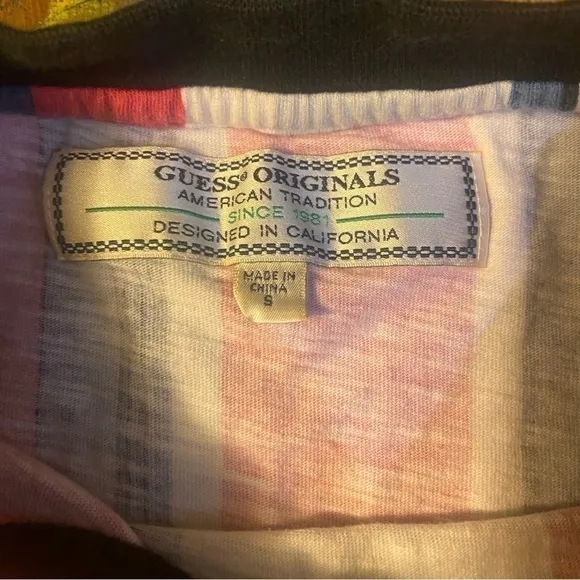 GUESS® ORIGINALS
AMERICAN TRADITION
SINCE 1981
DESIGNED IN CALIFORNIA
MADE IN
CHINA
S